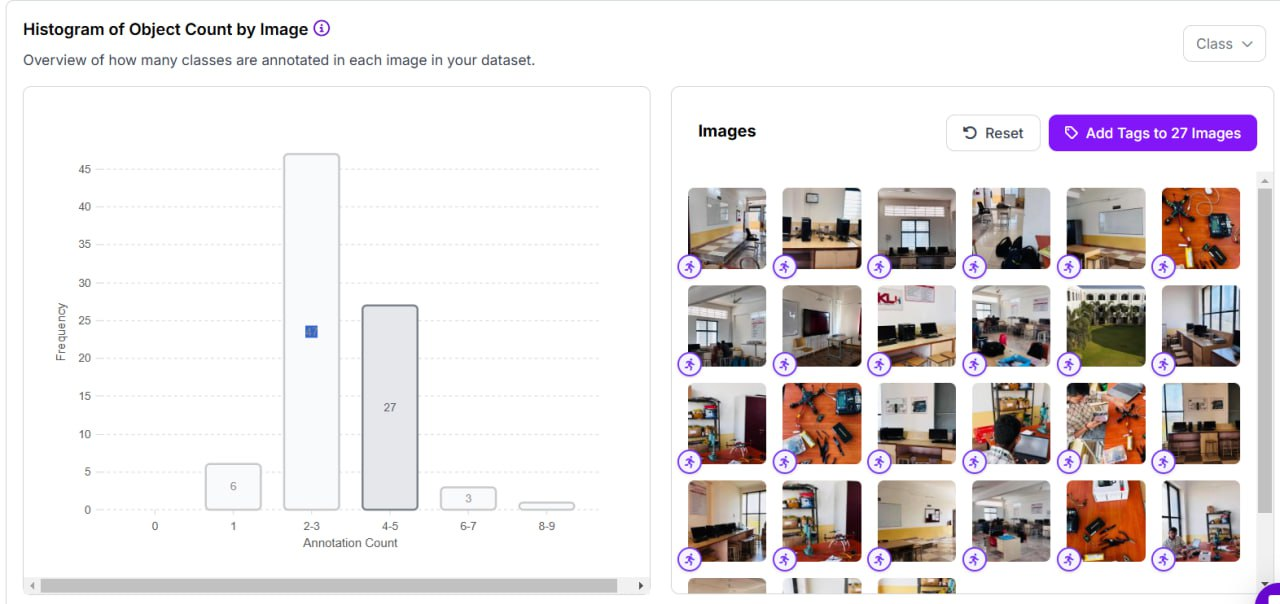 Histogram of Object Count by Image
Overview of how many classes are annotated in each image in your dataset.
Class
Images
Reset
Add Tags to 27 Images
45
40
35
30
25
20
15
10
5
0
Frequency
6
47
27
3
0
1
2-3
4-5
6-7
8-9
Annotation Count
KL